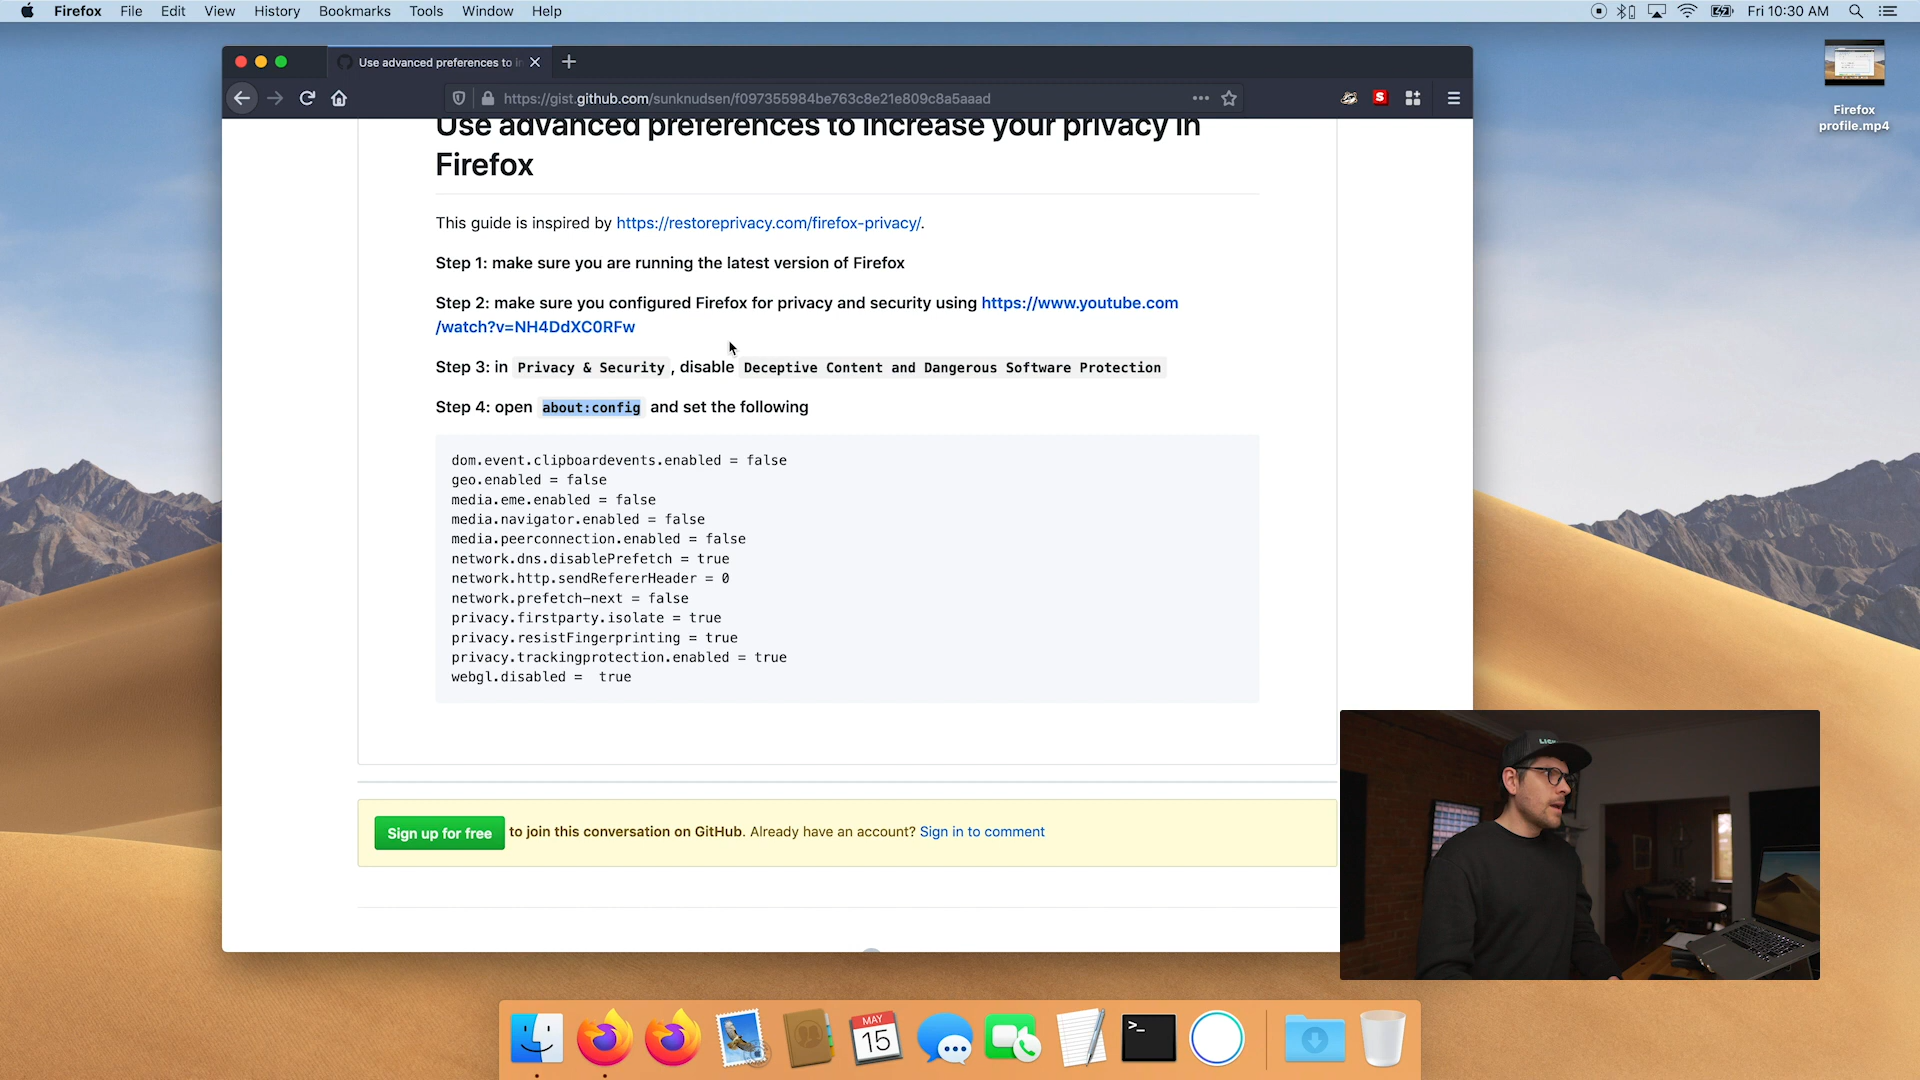 Firefox File Edit View History Bookmarks Tools Window Help
Fri 10:30 AM
Use advanced preferences to in
https://gist.github.com/sunknudsen/f097355984be763c8e21e809c8a5aaad
S
Firefox
profile.mp4
Use advanced preferences to increase your privacy in
Firefox
This guide is inspired by https://restoreprivacy.com/firefox-privacy/.
Step 1: make sure you are running the latest version of Firefox
Step 2: make sure you configured Firefox for privacy and security using https://www.youtube.com
/watch?v=NH4DdXC0RFw
Step 3: in Privacy & Security, disable Deceptive Content and Dangerous Software Protection
Step 4: open about:config and set the following
dom.event.clipboardevents.enabled = false
geo.enabled = false
media.eme.enabled = false
media.navigator.enabled = false
media.peerconnection.enabled = false
network.dns.disablePrefetch = true
network.http.sendRefererHeader = 0
network.prefetch-next = false
privacy.firstparty.isolate = true
privacy.resistFingerprinting = true
privacy.trackingprotection.enabled = true
webgl.disabled =  true
Sign up for free to join this conversation on GitHub. Already have an account? Sign in to comment
MAY
15
>_